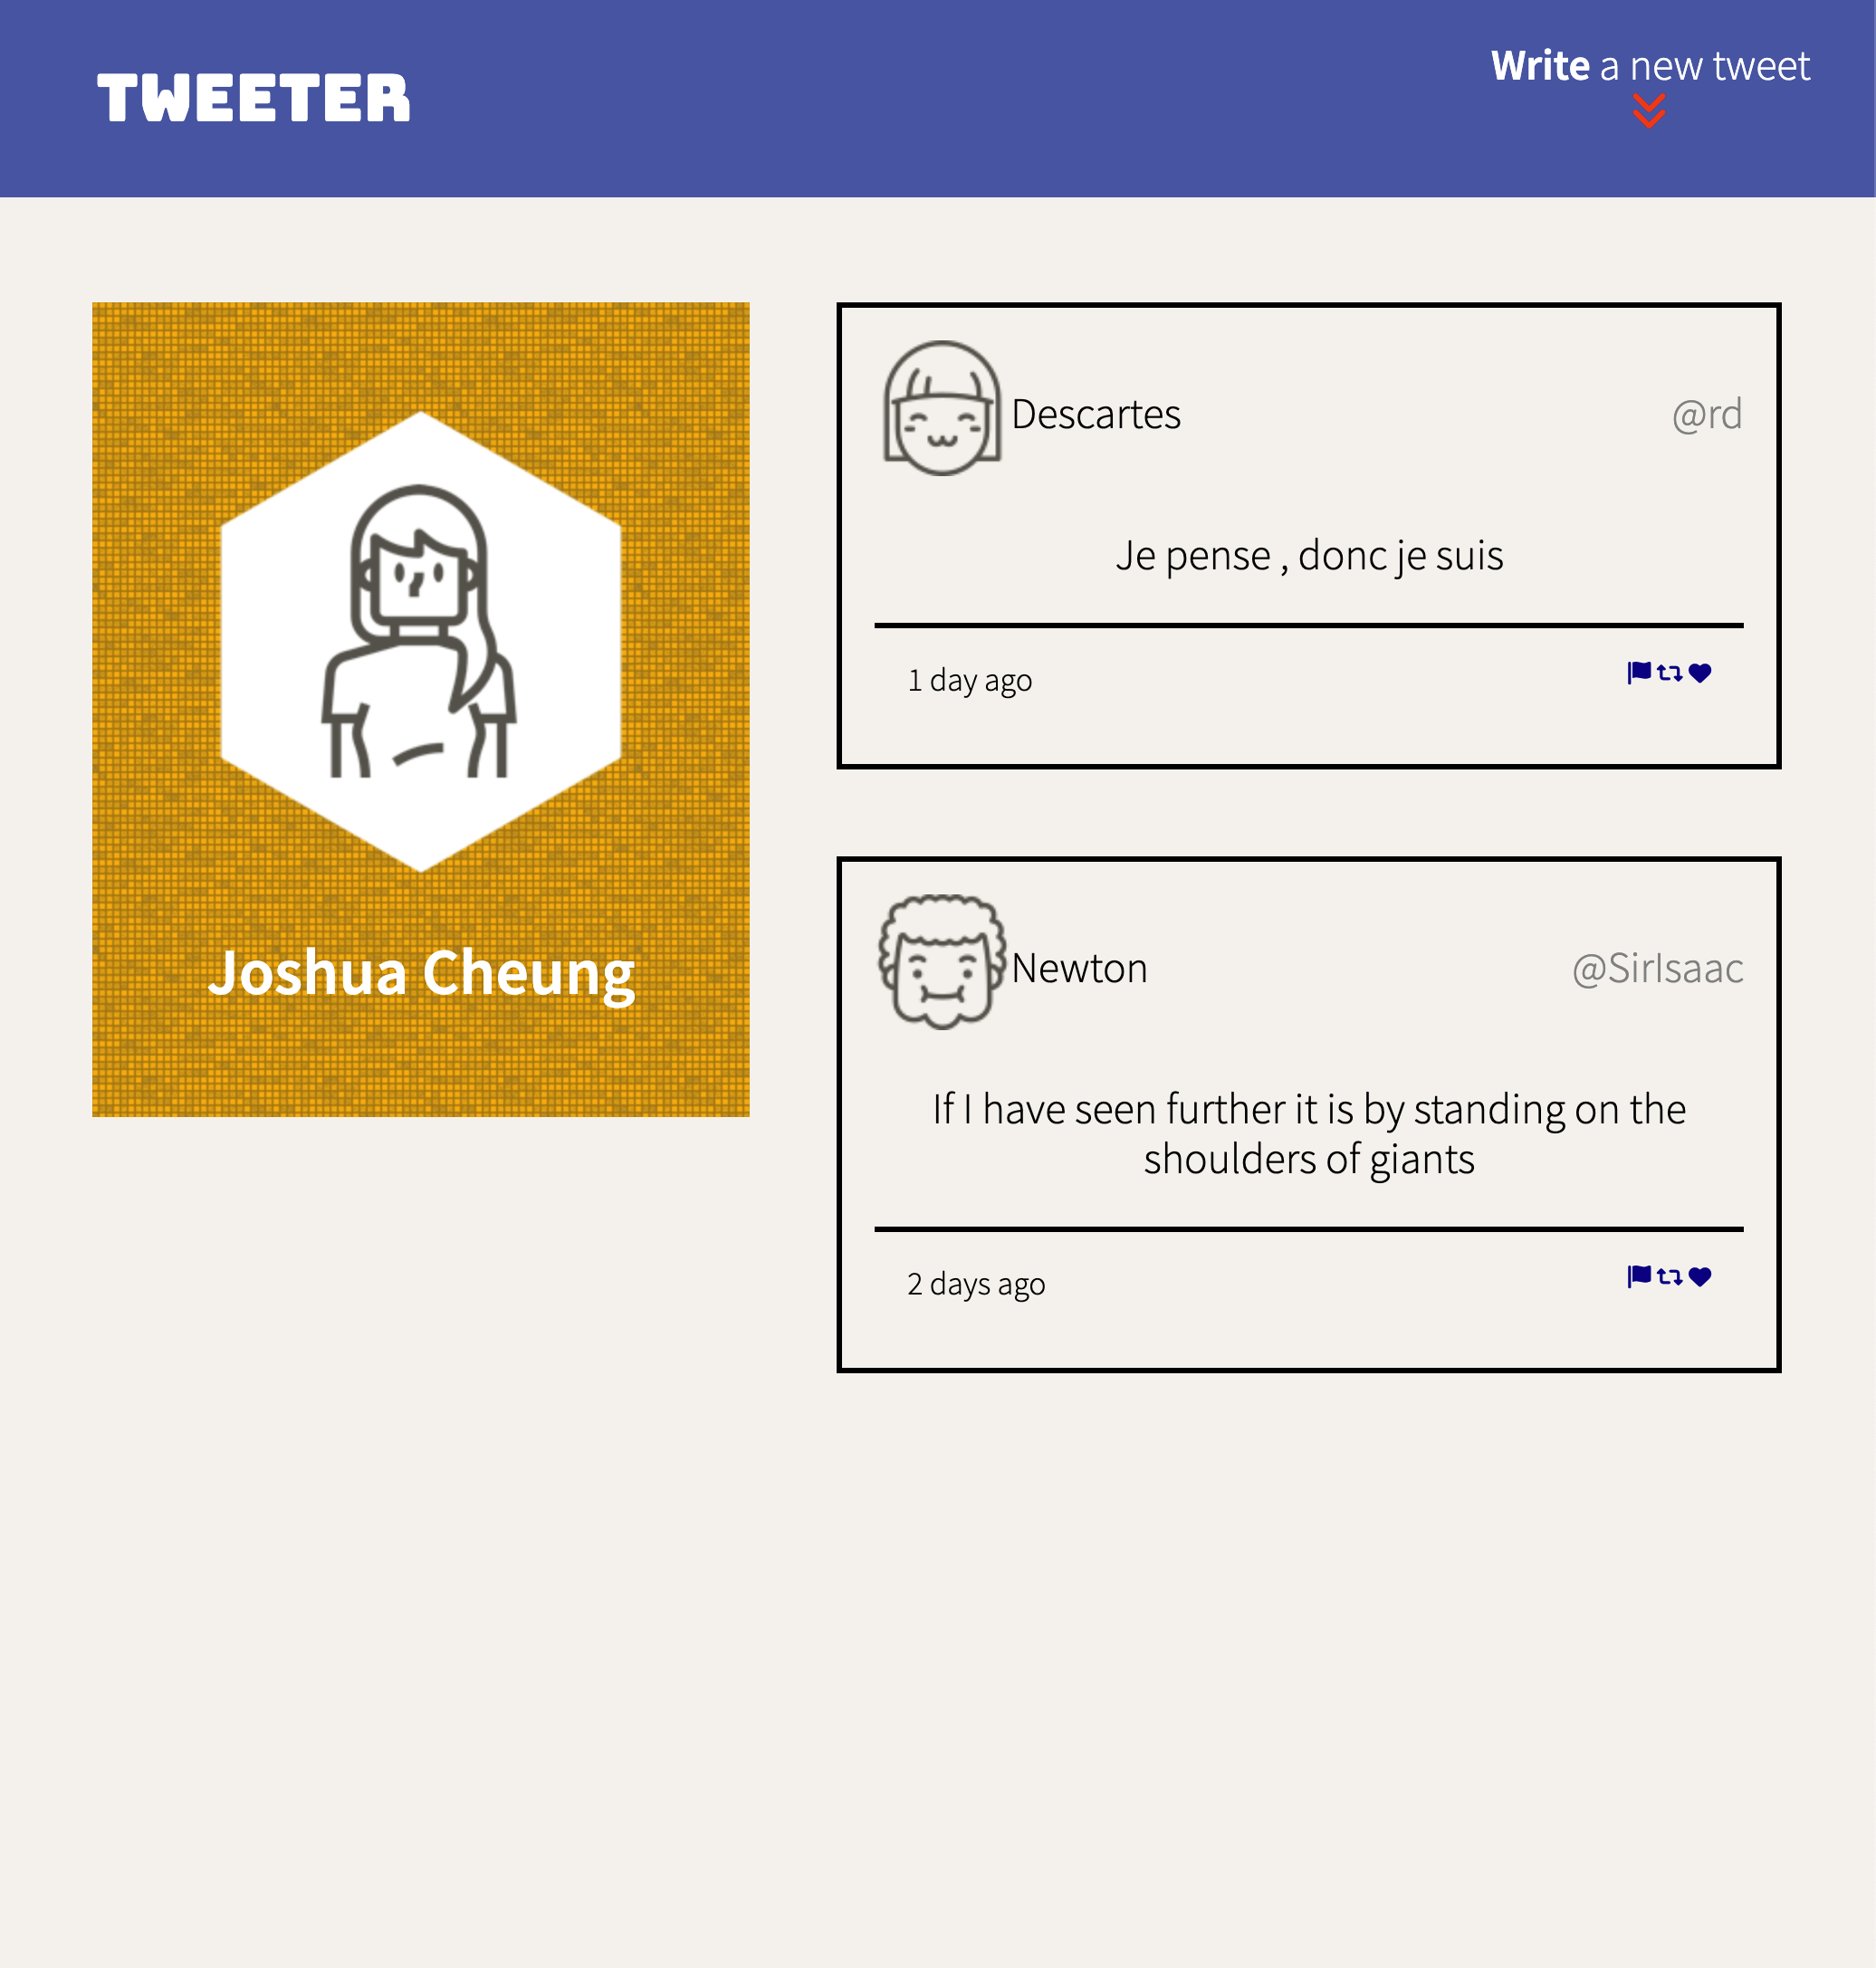 TWEETER
Write a new tweet
Joshua Cheung
Descartes
@rd
Je pense , donc je suis
1 day ago
Newton
@SirIsaac
If I have seen further it is by standing on the
shoulders of giants
2 days ago